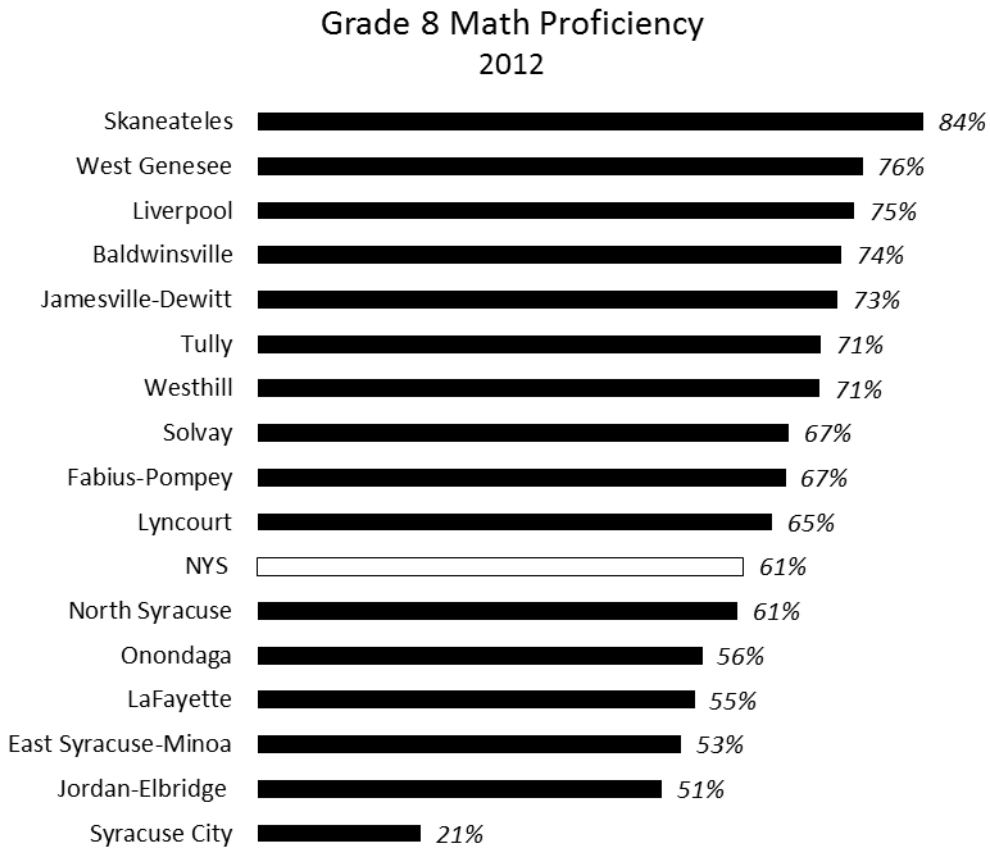 Grade 8 Math Proficiency
2012
Skaneateles 84%
West Genesee 76%
Liverpool 75%
Baldwinsville 74%
Jamesville-Dewitt 73%
Tully 71%
Westhill 71%
Solvay 67%
Fabius-Pompey 67%
Lyncourt 65%
NYS 61%
North Syracuse 61%
Onondaga 56%
LaFayette 55%
East Syracuse-Minoa 53%
Jordan-Elbridge 51%
Syracuse City 21%